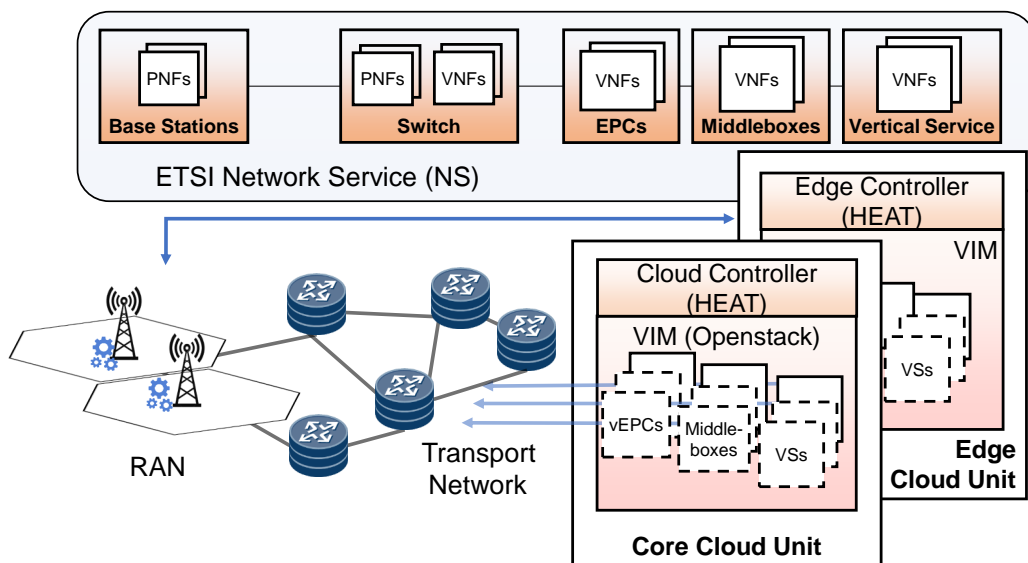 PNFs
PNFs
VNFs
VNFs
VNFs
VNFs
Base Stations
Switch
EPCs
Middleboxes
Vertical Service
ETSI Network Service (NS)
Edge Controller
(HEAT)
VIM
Cloud Controller
(HEAT)
VIM (Openstack)
VSs
vEPCs
Middle-
boxes
VSs
RAN
Transport
Network
Edge
Cloud Unit
Core Cloud Unit